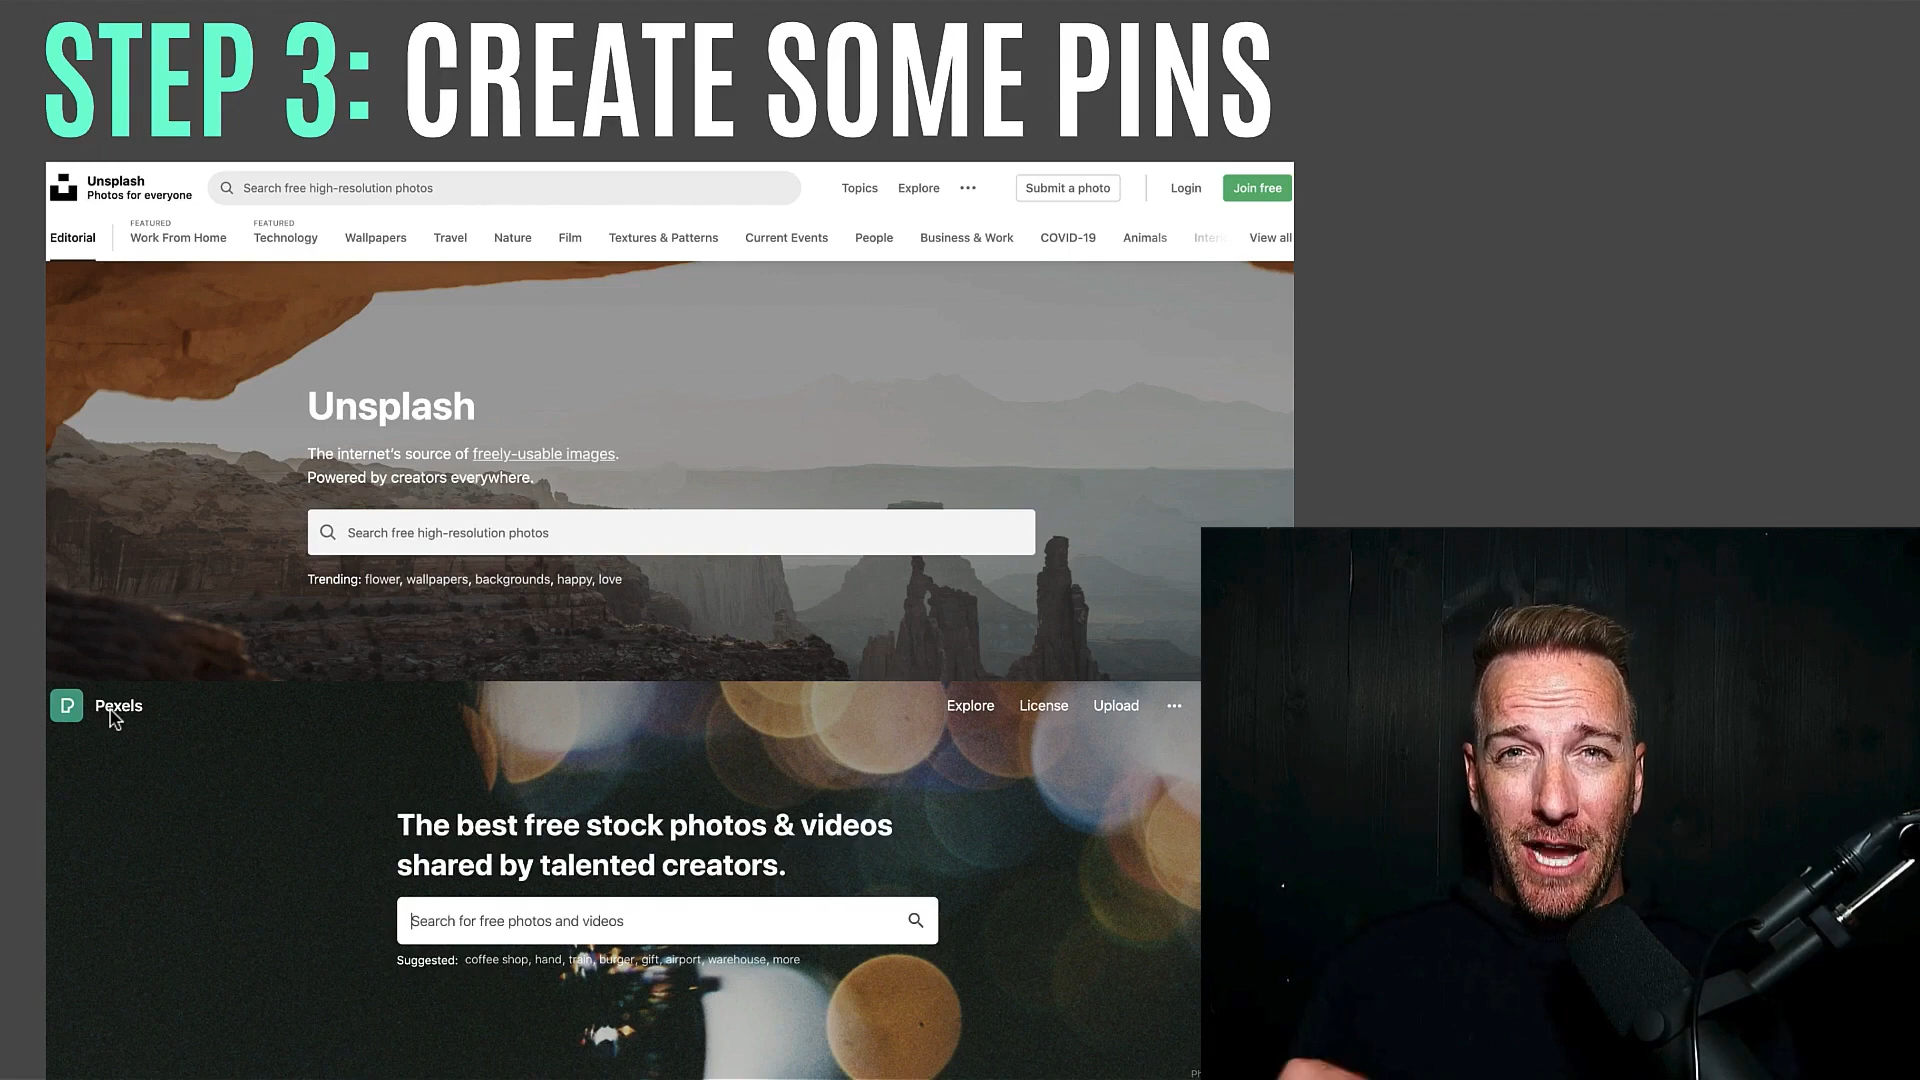 STEP 3: CREATE SOME PINS
Unsplash
Photos for everyone
Search free high-resolution photos
Topics Explore ••• Submit a photo Login Join free
FEATURED FEATURED
Editorial Work From Home Technology Wallpapers Travel Nature Film Textures & Patterns Current Events People Business & Work COVID-19 Animals View all
Unsplash
The internet’s source of freely-usable images.
Powered by creators everywhere.
Search free high-resolution photos
Trending: flower, wallpapers, backgrounds, happy, love
Pexels Explore License Upload •••
The best free stock photos & videos
shared by talented creators.
Search for free photos and videos
Suggested: coffee shop, hand, train, burger, gift, airport, warehouse, more